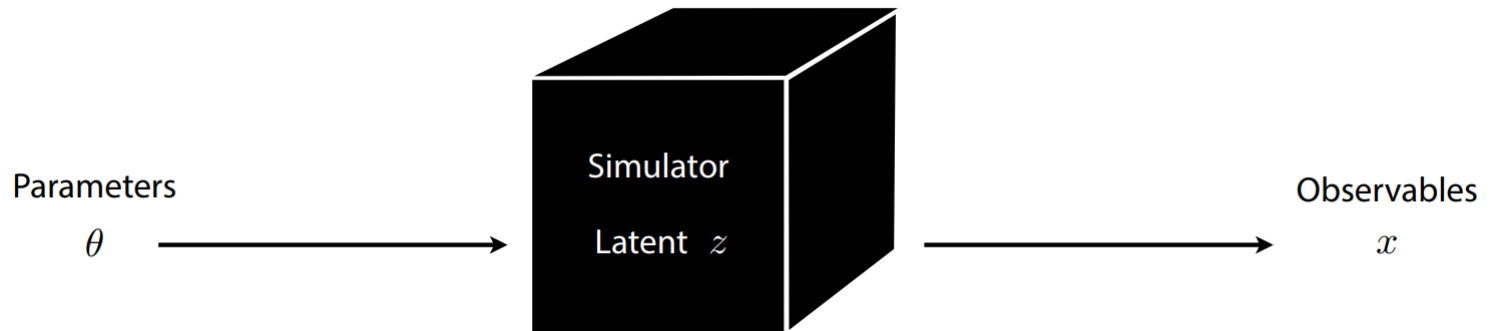 Parameters
θ
Simulator
Latent z
Observables
x